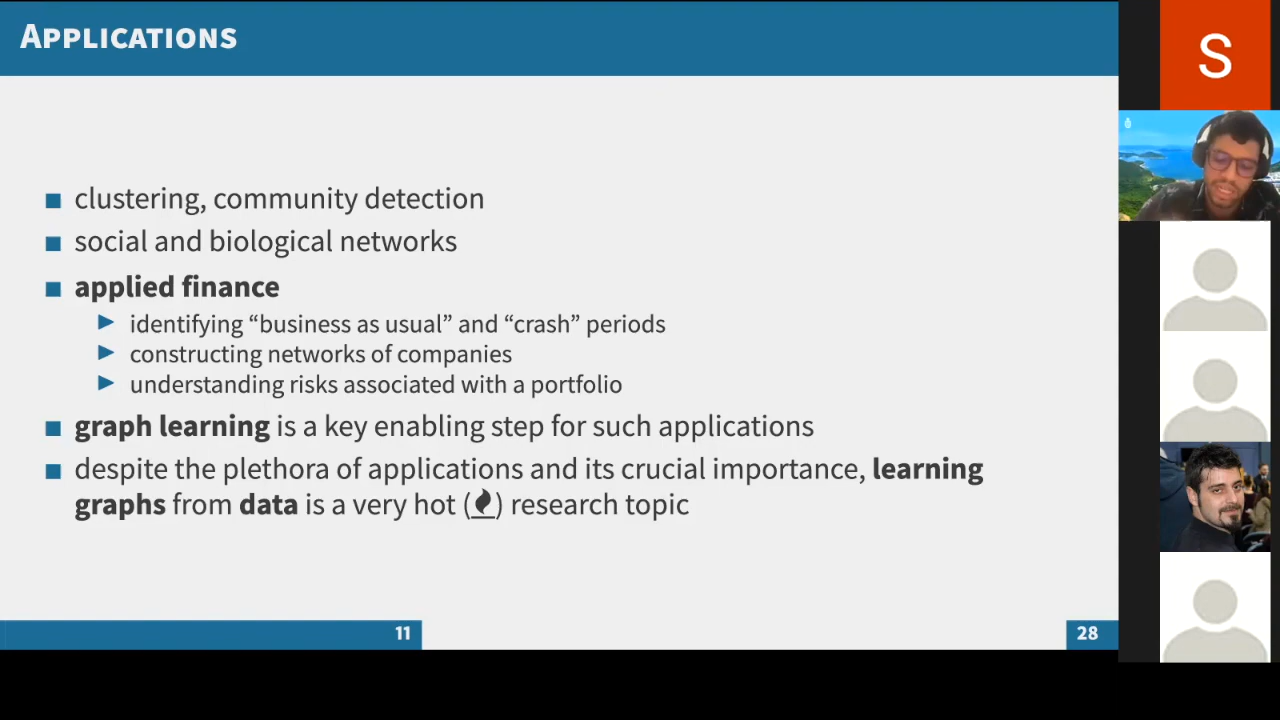 APPLICATIONS
clustering, community detection
social and biological networks
applied finance
identifying “business as usual” and “crash” periods
constructing networks of companies
understanding risks associated with a portfolio
graph learning is a key enabling step for such applications
despite the plethora of applications and its crucial importance, learning
graphs from data is a very hot () research topic
11
28
S